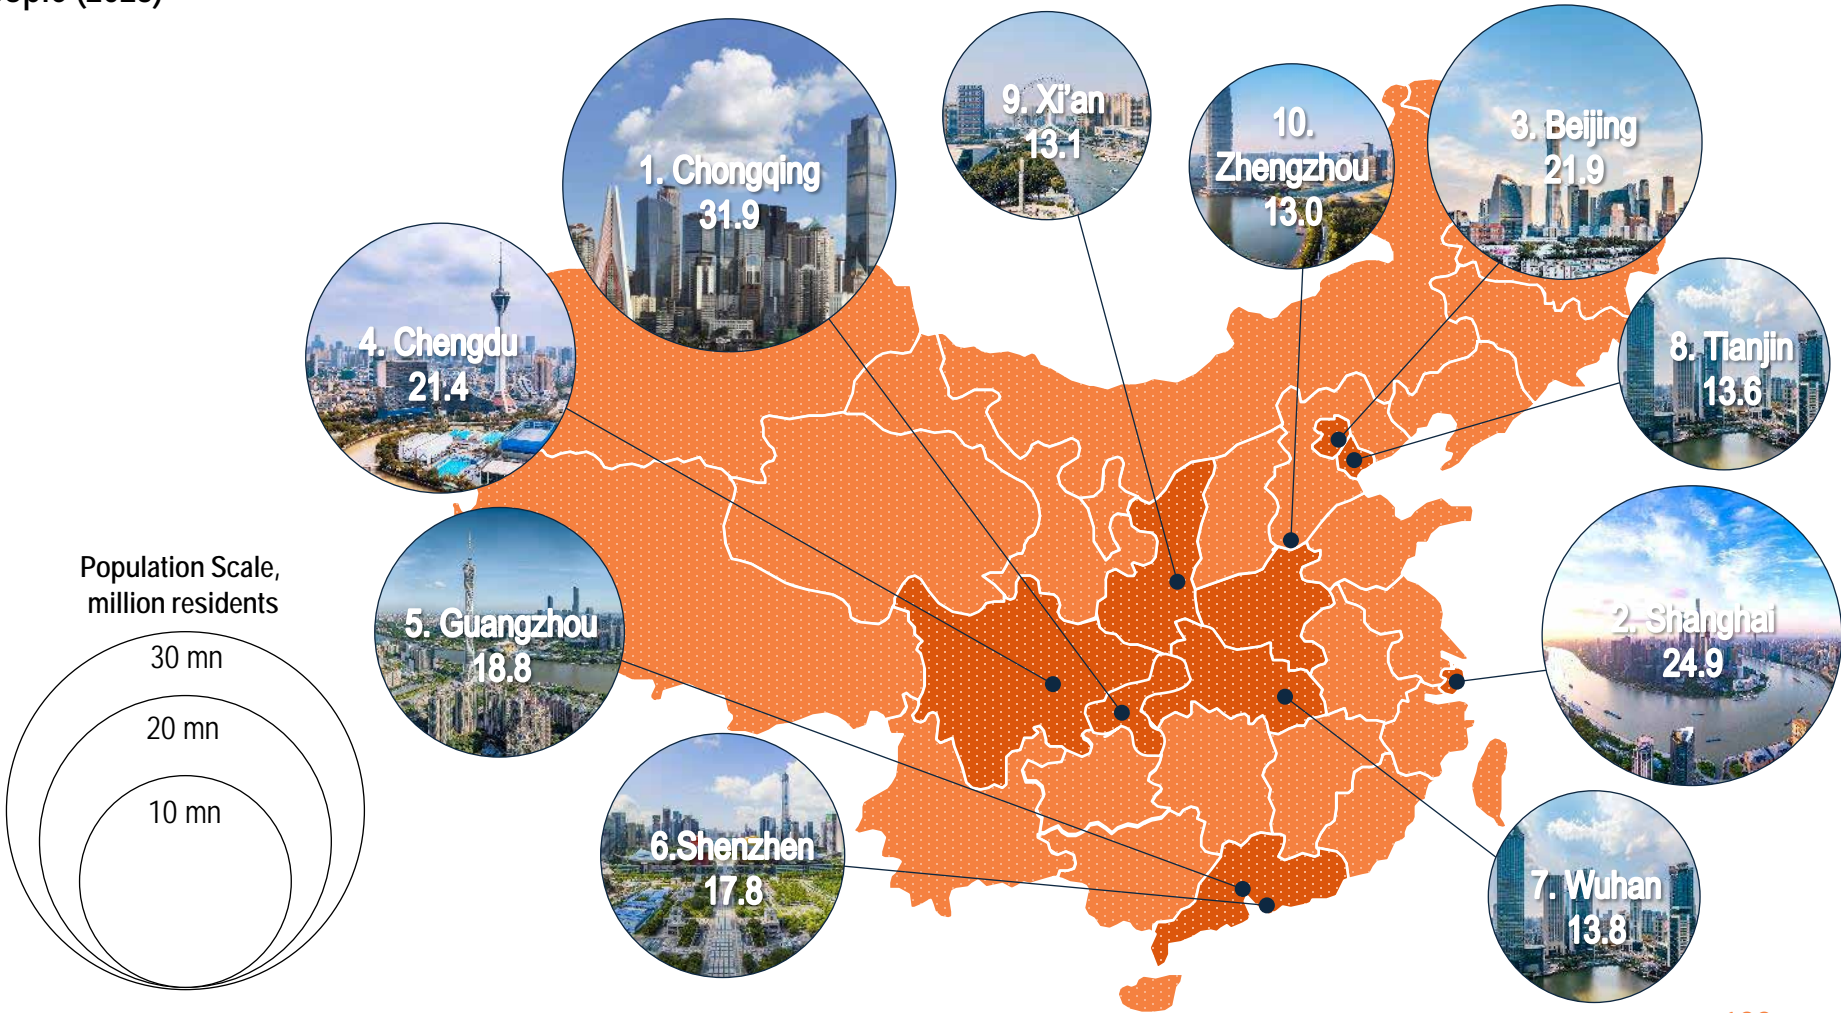 (2023)
1. Chongqing
31.9
9. Xi'an
13.1
10.
Zhengzhou
13.0
3. Beijing
21.9
4. Chengdu
21.4
8. Tianjin
13.6
5. Guangzhou
18.8
2. Shanghai
24.9
6.Shenzhen
17.8
7. Wuhan
13.8
Population Scale,
million residents
30 mn
20 mn
10 mn